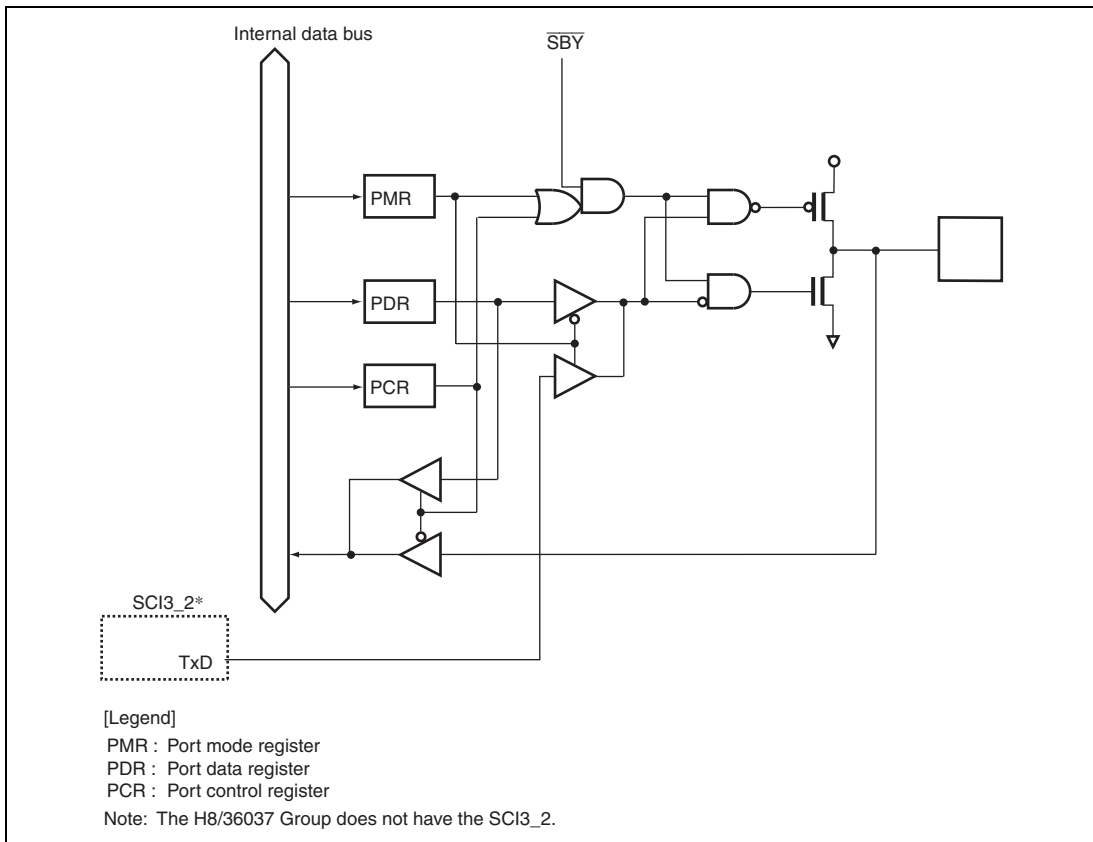 Internal data bus
SBY
PMR
PDR
PCR
SCI3_2*
TxD
[Legend]
PMR : Port mode register
PDR : Port data register
PCR : Port control register
Note: The H8/36037 Group does not have the SCI3_2.